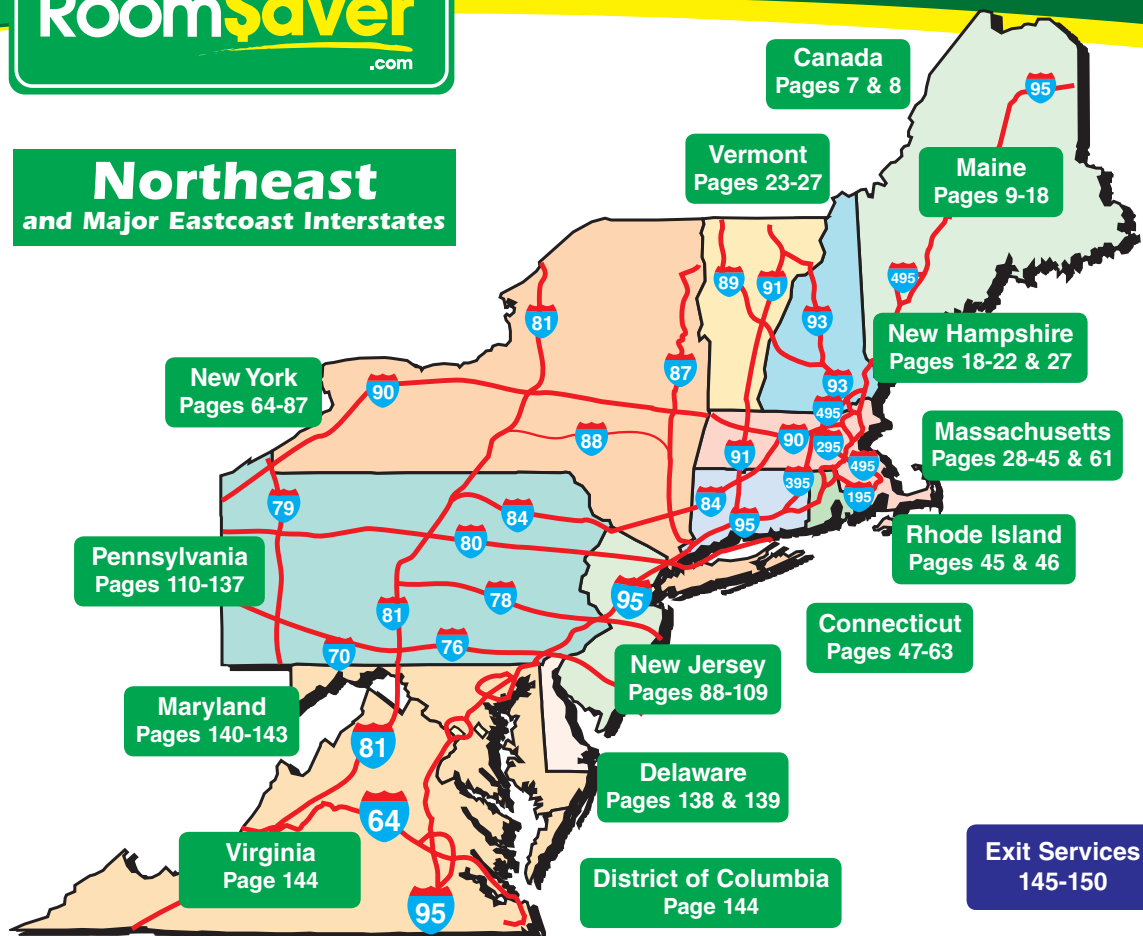 RoomSaver
.com
Northeast
and Major Eastcoast Interstates
Canada
Pages 7 & 8
Vermont
Pages 23-27
Maine
Pages 9-18
New Hampshire
Pages 18-22 & 27
New York
Pages 64-87
Massachusetts
Pages 28-45 & 61
Rhode Island
Pages 45 & 46
Pennsylvania
Pages 110-137
Connecticut
Pages 47-63
New Jersey
Pages 88-109
Maryland
Pages 140-143
Delaware
Pages 138 & 139
Virginia
Page 144
District of Columbia
Page 144
Exit Services
145-150
95
495
89
91
93
81
87
93
90
495
88
90
295
91
495
395
195
84
95
79
84
80
95
78
81
76
70
81
64
95